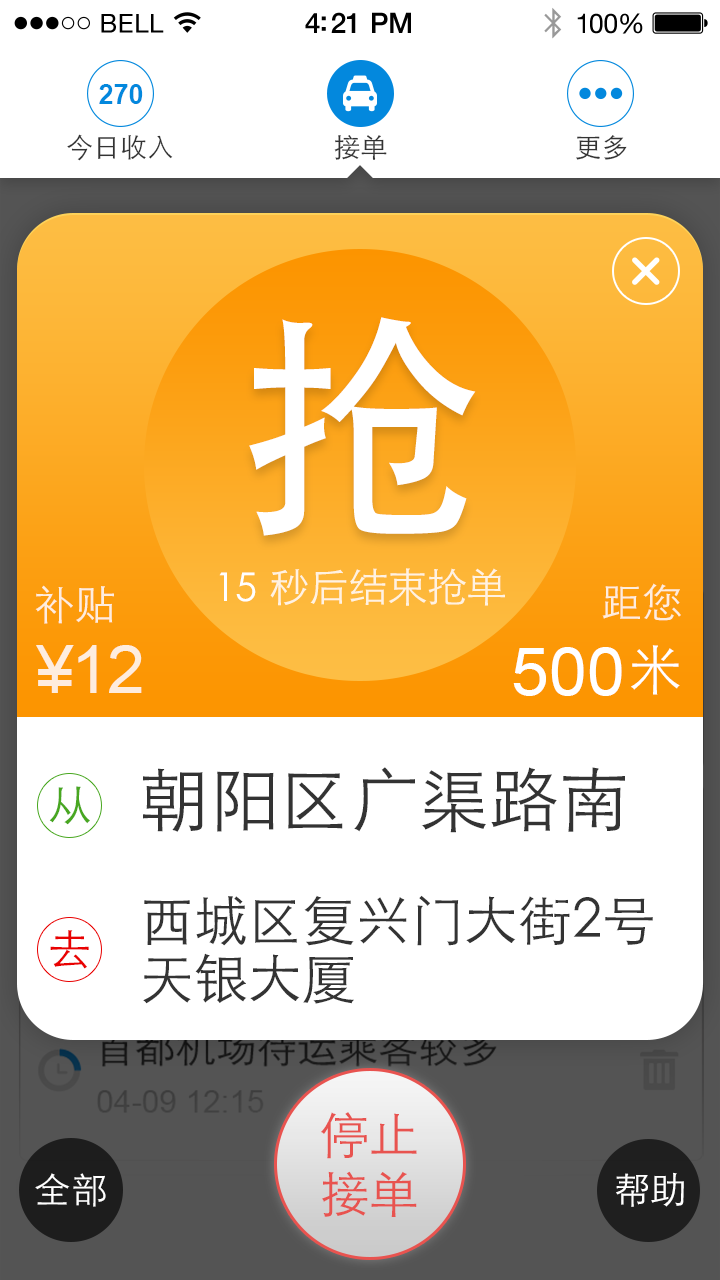 BELL 4:21 PM 100%
270
今日收入 接单 更多
抢
15 秒后结束抢单
补贴 距您
¥12 500米
从 朝阳区广渠路南
去 西城区复兴门大街2号
天银大厦
首都机场待运乘客较多
04-09 12:15
停止
接单
全部 帮助